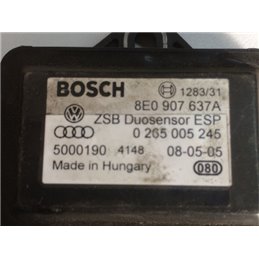 BOSCH 1283/31
8E0 907 637A
ZSB Duosensor ESP
0 265 005 245
5000190 4148 08-05-05
Made in Hungary 080